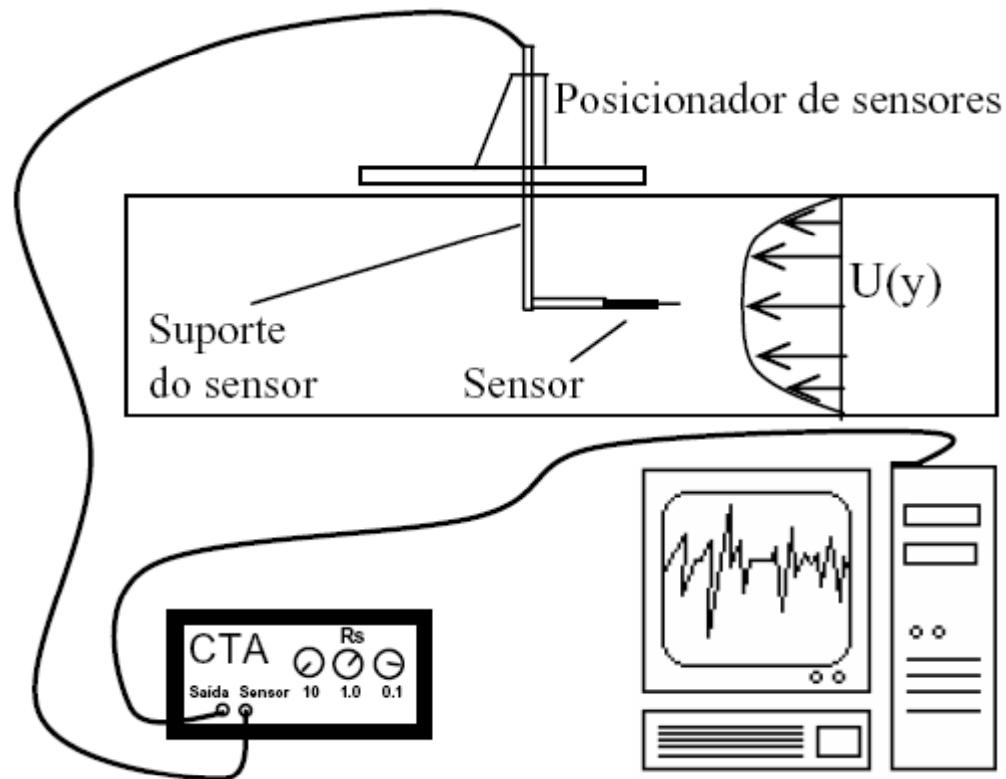 Posicionador de sensores
U(y)
Suporte
do sensor
Sensor
CTA
Rs
Saída Sensor 10 1.0 0.1